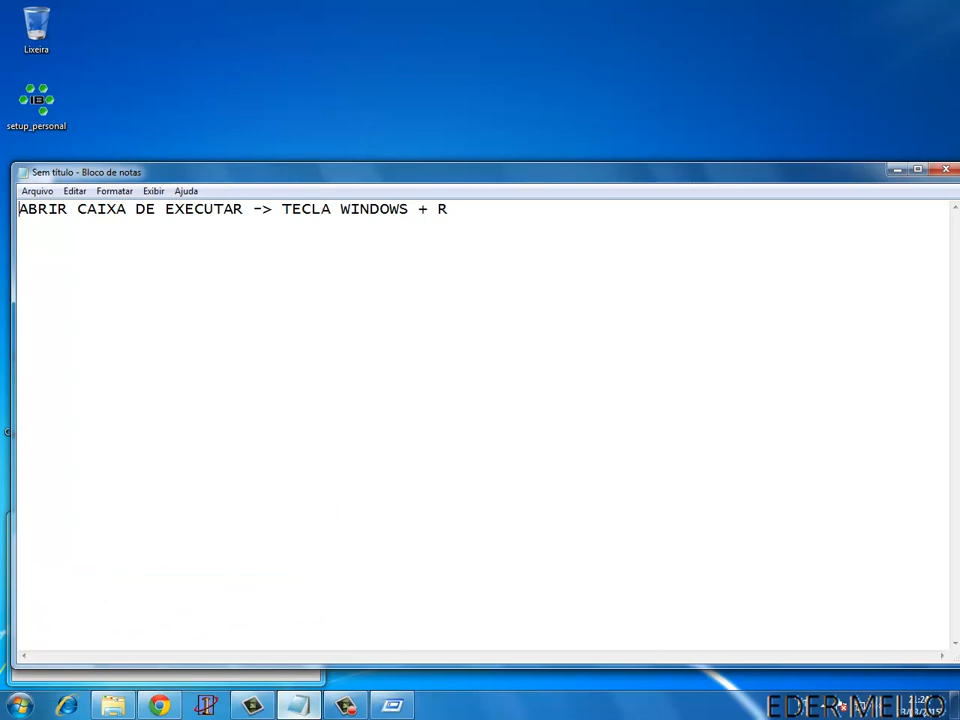 Lixeira
IB
setup_personal
Sem título - Bloco de notas
Arquivo Editar Formatar Exibir Ajuda
ABRIR CAIXA DE EXECUTAR -> TECLA WINDOWS + R
EDER MELLO